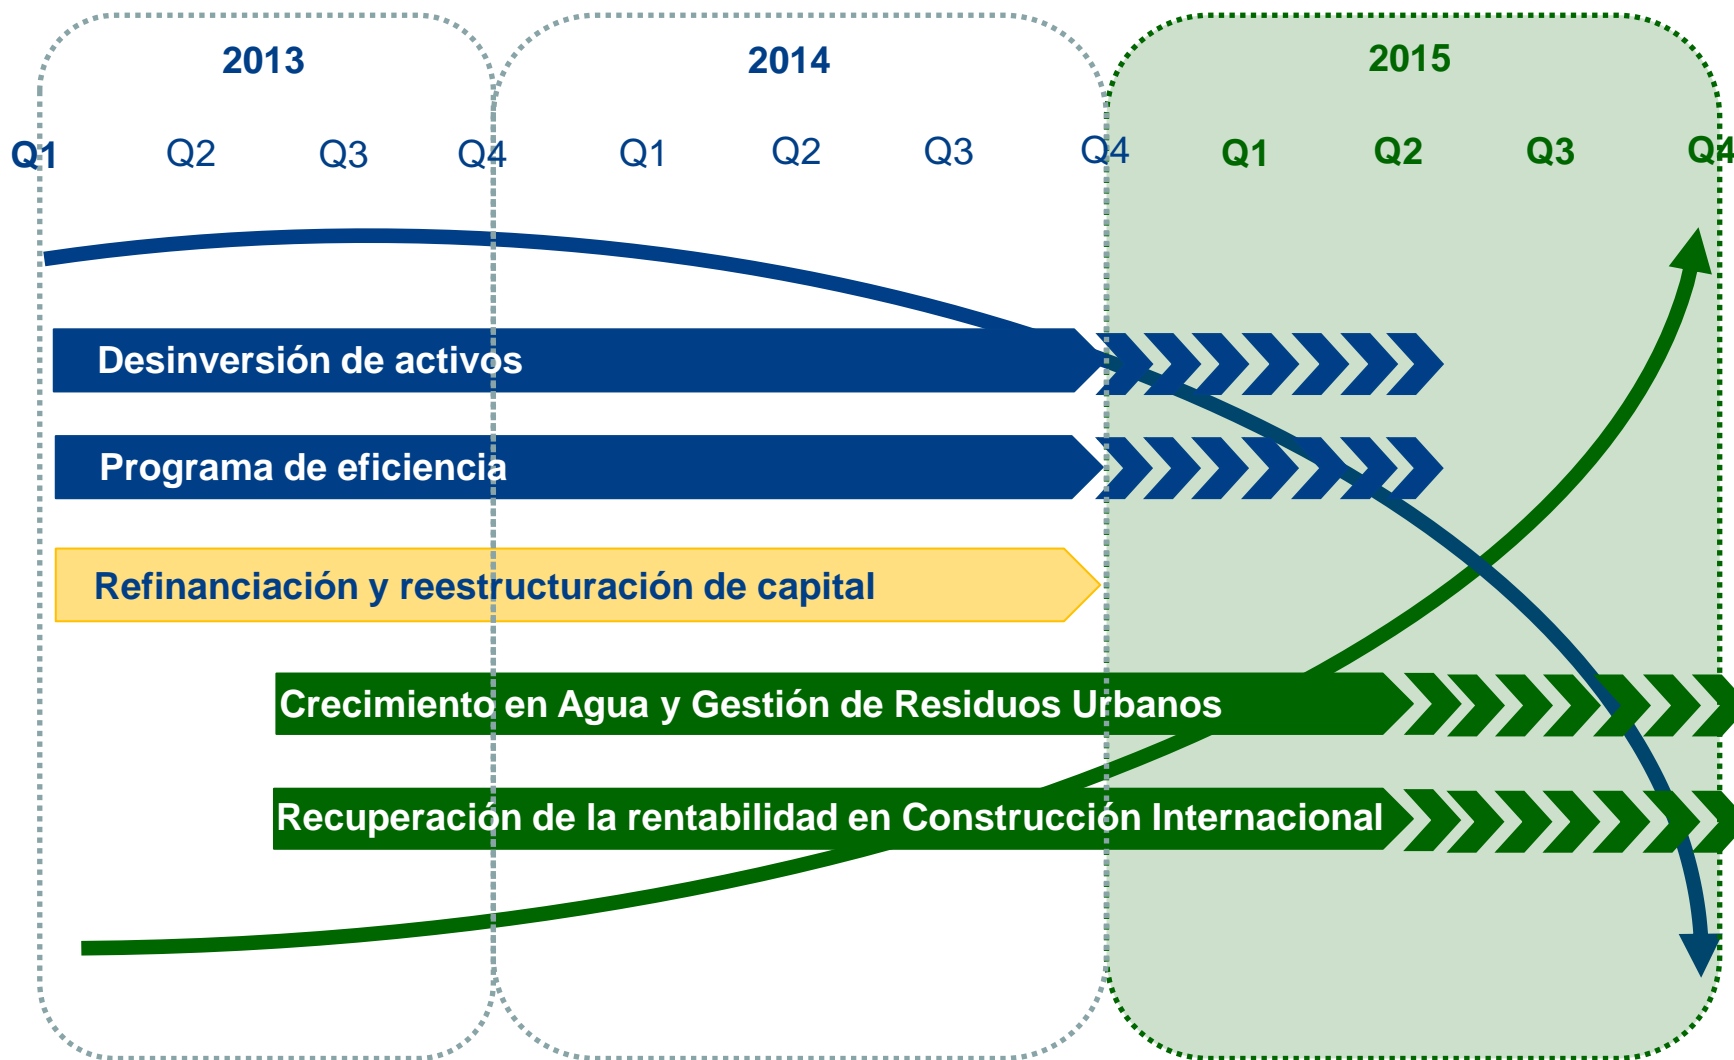 2013
2014
2015
Q1 Q2 Q3 Q4 Q1 Q2 Q3 Q4 Q1 Q2 Q3 Q4
Desinversión de activos
Programa de eficiencia
Refinanciación y reestructuración de capital
Crecimiento en Agua y Gestión de Residuos Urbanos
Recuperación de la rentabilidad en Construcción Internacional